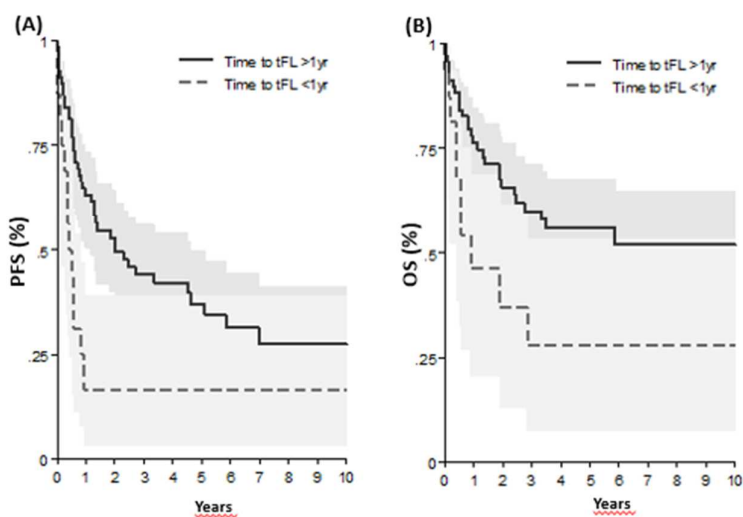 (A)
1
.75
.5
.25
0
PFS (%)
Time to tFL >1yr
Time to tFL <1yr
0 1 2 3 4 5 6 7 8 9 10
Years
(B)
1
.75
.5
.25
0
OS (%)
Time to tFL >1yr
Time to tFL <1yr
0 1 2 3 4 5 6 7 8 9 10
Years